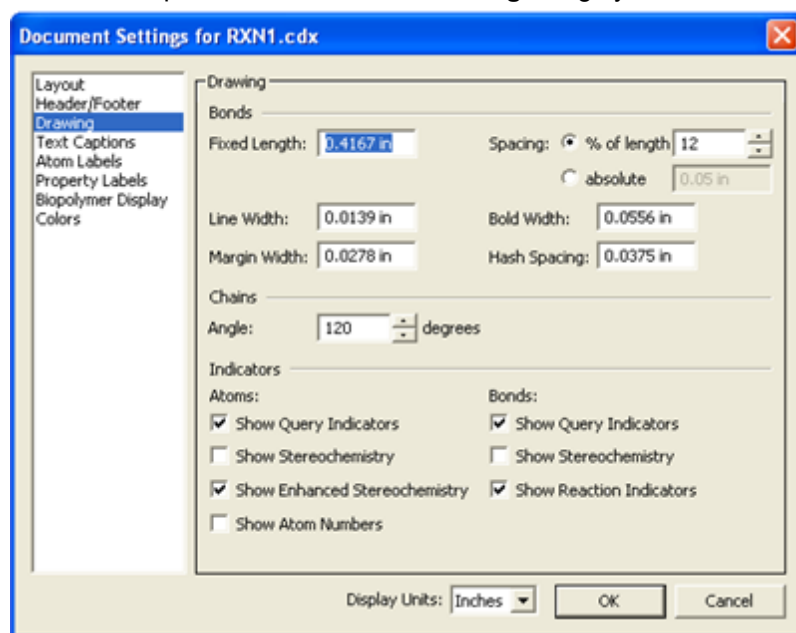 Document Settings for RXN1.cdx
Layout
Header/Footer
Drawing
Text Captions
Atom Labels
Property Labels
Biopolymer Display
Colors
Drawing
Bonds
Fixed Length: 0.4167 in Spacing: % of length 12
absolute 0.05 in
Line Width: 0.0139 in Bold Width: 0.0556 in
Margin Width: 0.0278 in Hash Spacing: 0.0375 in
Chains
Angle: 120 degrees
Indicators
Atoms: Bonds:
Show Query Indicators Show Query Indicators
Show Stereochemistry Show Stereochemistry
Show Enhanced Stereochemistry Show Reaction Indicators
Show Atom Numbers
Display Units: Inches OK Cancel